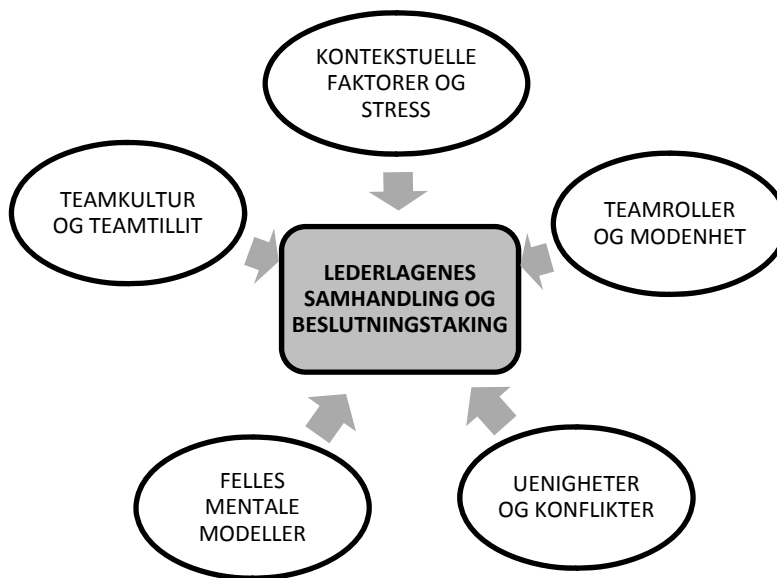 KONTEKSTUELLE
FAKTORER OG
STRESS
TEAMKULTUR
OG TEAMTILLIT
TEAMROLLER
OG MODENHET
LEDERLAGENES
SAMHANDLING OG
BESLUTNINGSTAKING
FELLES
MENTALE
MODELLER
UENIGHETER
OG KONFLIKTER